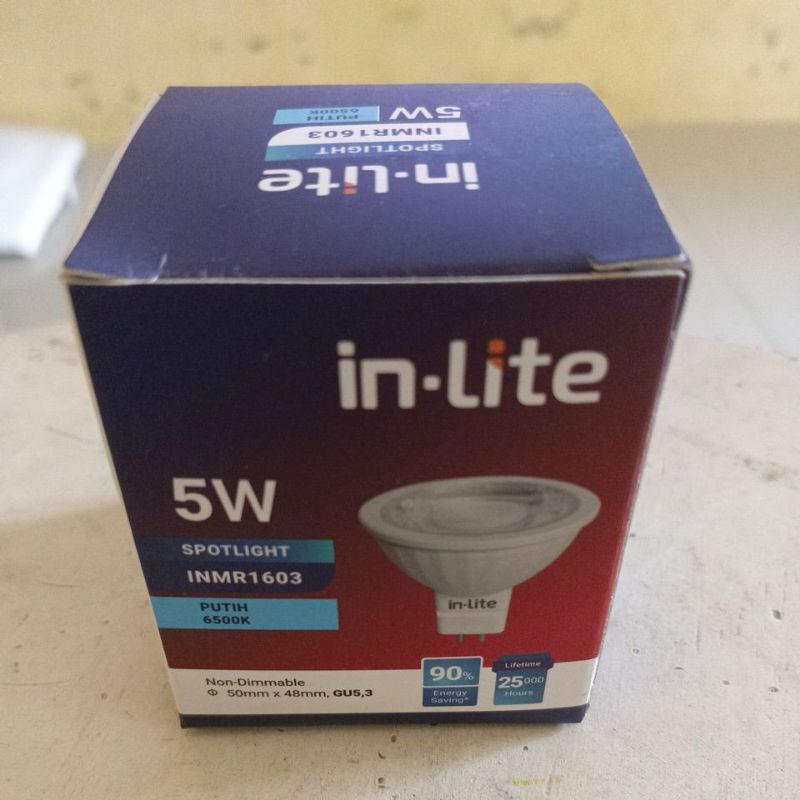 in·lite
SPOTLIGHT
INMR1603
PUTIH
6500K
5W
in·lite
5W
SPOTLIGHT
INMR1603
PUTIH
6500K
in·lite
Non-Dimmable
Φ 50mm x 48mm, GU5,3
90%
Energy
Saving*
Lifetime
25000
Hours